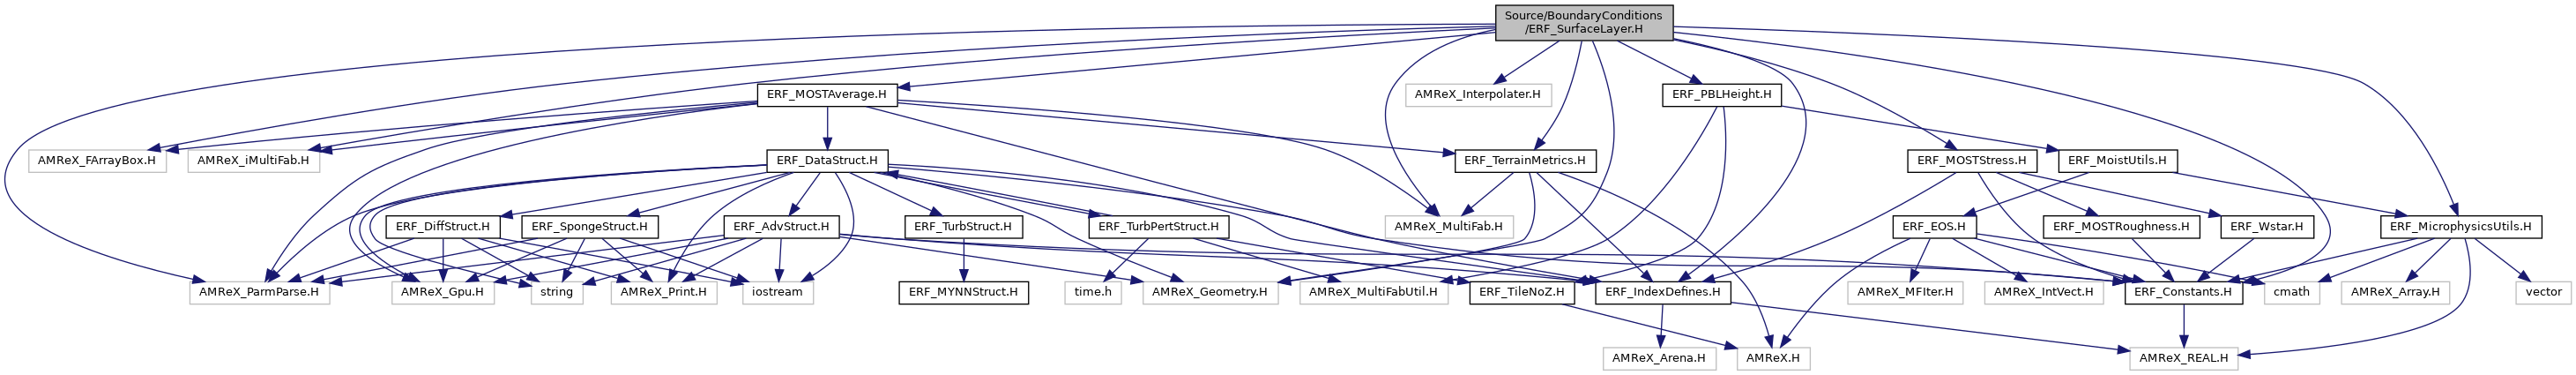 Source/BoundaryConditions
/ERF_SurfaceLayer.H
ERF_MOSTAverage.H
AMReX_Interpolater.H
ERF_PBLHeight.H
AMReX_FArrayBox.H
AMReX_iMultiFab.H
ERF_DataStruct.H
ERF_TerrainMetrics.H
ERF_MOSTStress.H
ERF_MoistUtils.H
ERF_DiffStruct.H
ERF_SpongeStruct.H
ERF_AdvStruct.H
ERF_TurbStruct.H
ERF_TurbPertStruct.H
AMReX_MultiFab.H
ERF_EOS.H
ERF_MOSTRoughness.H
ERF_Wstar.H
ERF_MicrophysicsUtils.H
AMReX_ParmParse.H
AMReX_Gpu.H
string
AMReX_Print.H
iostream
ERF_MYNNStruct.H
time.h
AMReX_Geometry.H
AMReX_MultiFabUtil.H
ERF_TileNoZ.H
ERF_IndexDefines.H
AMReX_MFIter.H
AMReX_IntVect.H
ERF_Constants.H
cmath
AMReX_Array.H
vector
AMReX_Arena.H
AMReX.H
AMReX_REAL.H